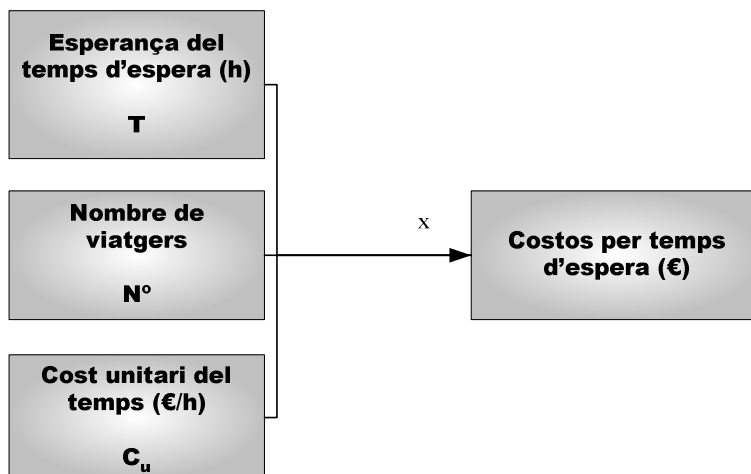 Esperança del
temps d'espera (h)
T
Nombre de
viatgers
Nº
Cost unitari del
temps (€/h)
Cu
x
Costos per temps
d'espera (€)